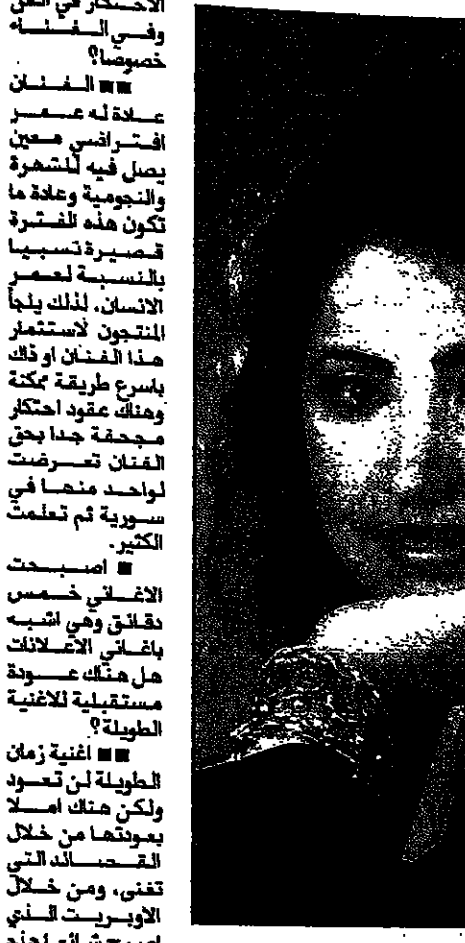 الاحتكار في الفن
وفي الغناء
خصوصا؟
■■ الفنان
عادة له عمر
افتراضي معين
يصل فيه للشهرة
والنجومية وعادة ما
تكون هذه الفترة
قصيرة نسبيا
بالنسبة لعمر
الانسان. لذلك يلجأ
المنتجون لاستثمار
هذا الفنان او ذاك
باسرع طريقة ممكنة
وهناك عقود احتكار
مجحفة جدا بحق
الفنان تعرضت
لواحد منها في
سورية ثم تعلمت
الكثير.
■ اصبحت
الاغاني خمس
دقائق وهي اشبه
باغاني الاعلانات
هل هناك عودة
مستقبلية للاغنية
الطويلة؟
■■ اغنية زمان
الطويلة لن تعود
ولكن هناك املا
بعودتها من خلال
القصائد التي
تغنى، ومن خلال
الاوبريت الذي